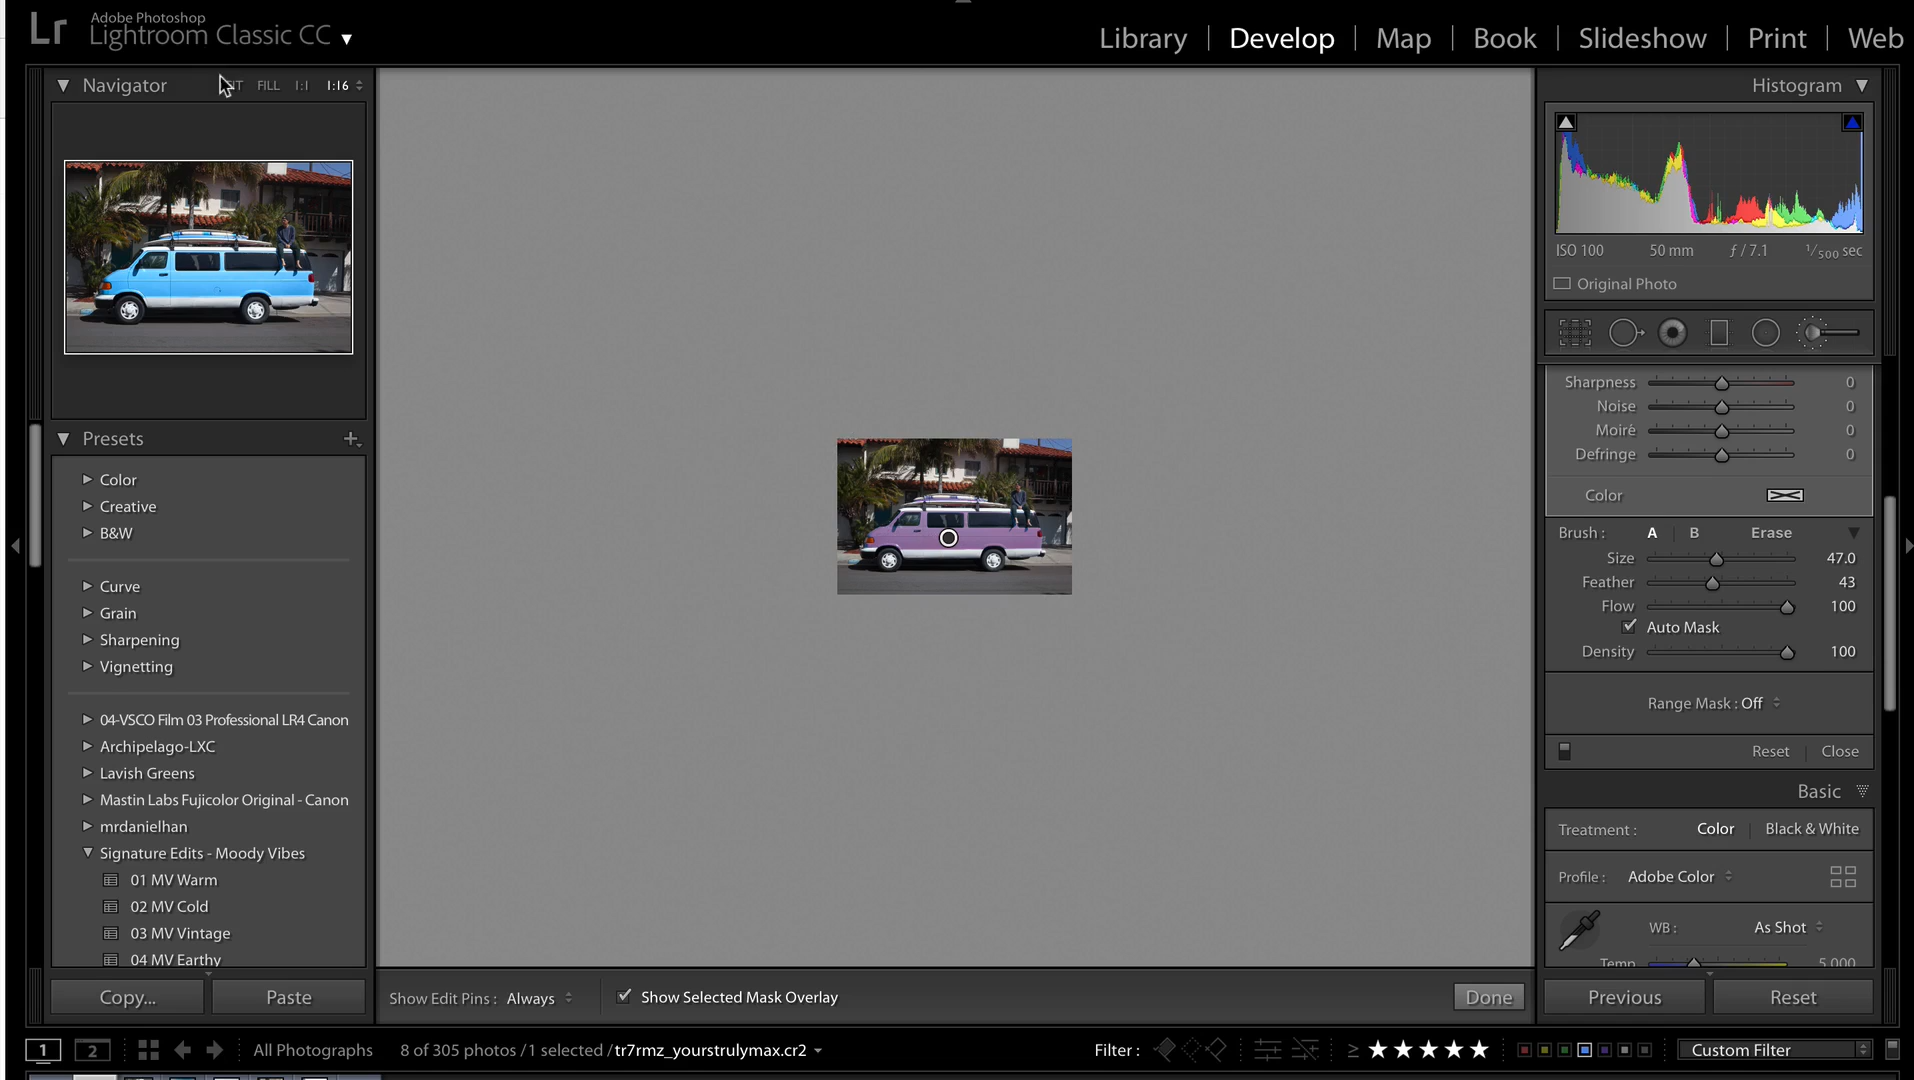 Lr Adobe Photoshop
Lightroom Classic CC
Library | Develop | Map | Book | Slideshow | Print | Web
Navigator FILL 1:1 1:16
Histogram
ISO 100 50 mm ƒ / 7.1 1/500 sec
Original Photo
Sharpness 0
Noise 0
Moiré 0
Defringe 0
Color
Brush : A | B Erase
Size 47.0
Feather 43
Flow 100
Auto Mask
Density 100
Range Mask : Off
Reset | Close
Basic
Treatment : Color | Black & White
Profile : Adobe Color
WB : As Shot
Temp 5,000
Previous Reset
Presets +
Color
Creative
B&W
Curve
Grain
Sharpening
Vignetting
04-VSCO Film 03 Professional LR4 Canon
Archipelago-LXC
Lavish Greens
Mastin Labs Fujicolor Original - Canon
mrdanielhan
Signature Edits - Moody Vibes
01 MV Warm
02 MV Cold
03 MV Vintage
04 MV Earthy
Copy... Paste
Show Edit Pins : Always Show Selected Mask Overlay Done
1 2 All Photographs 8 of 305 photos / 1 selected / tr7rmz_yourstrulymax.cr2 Filter : ≥ ★★★★★ Custom Filter